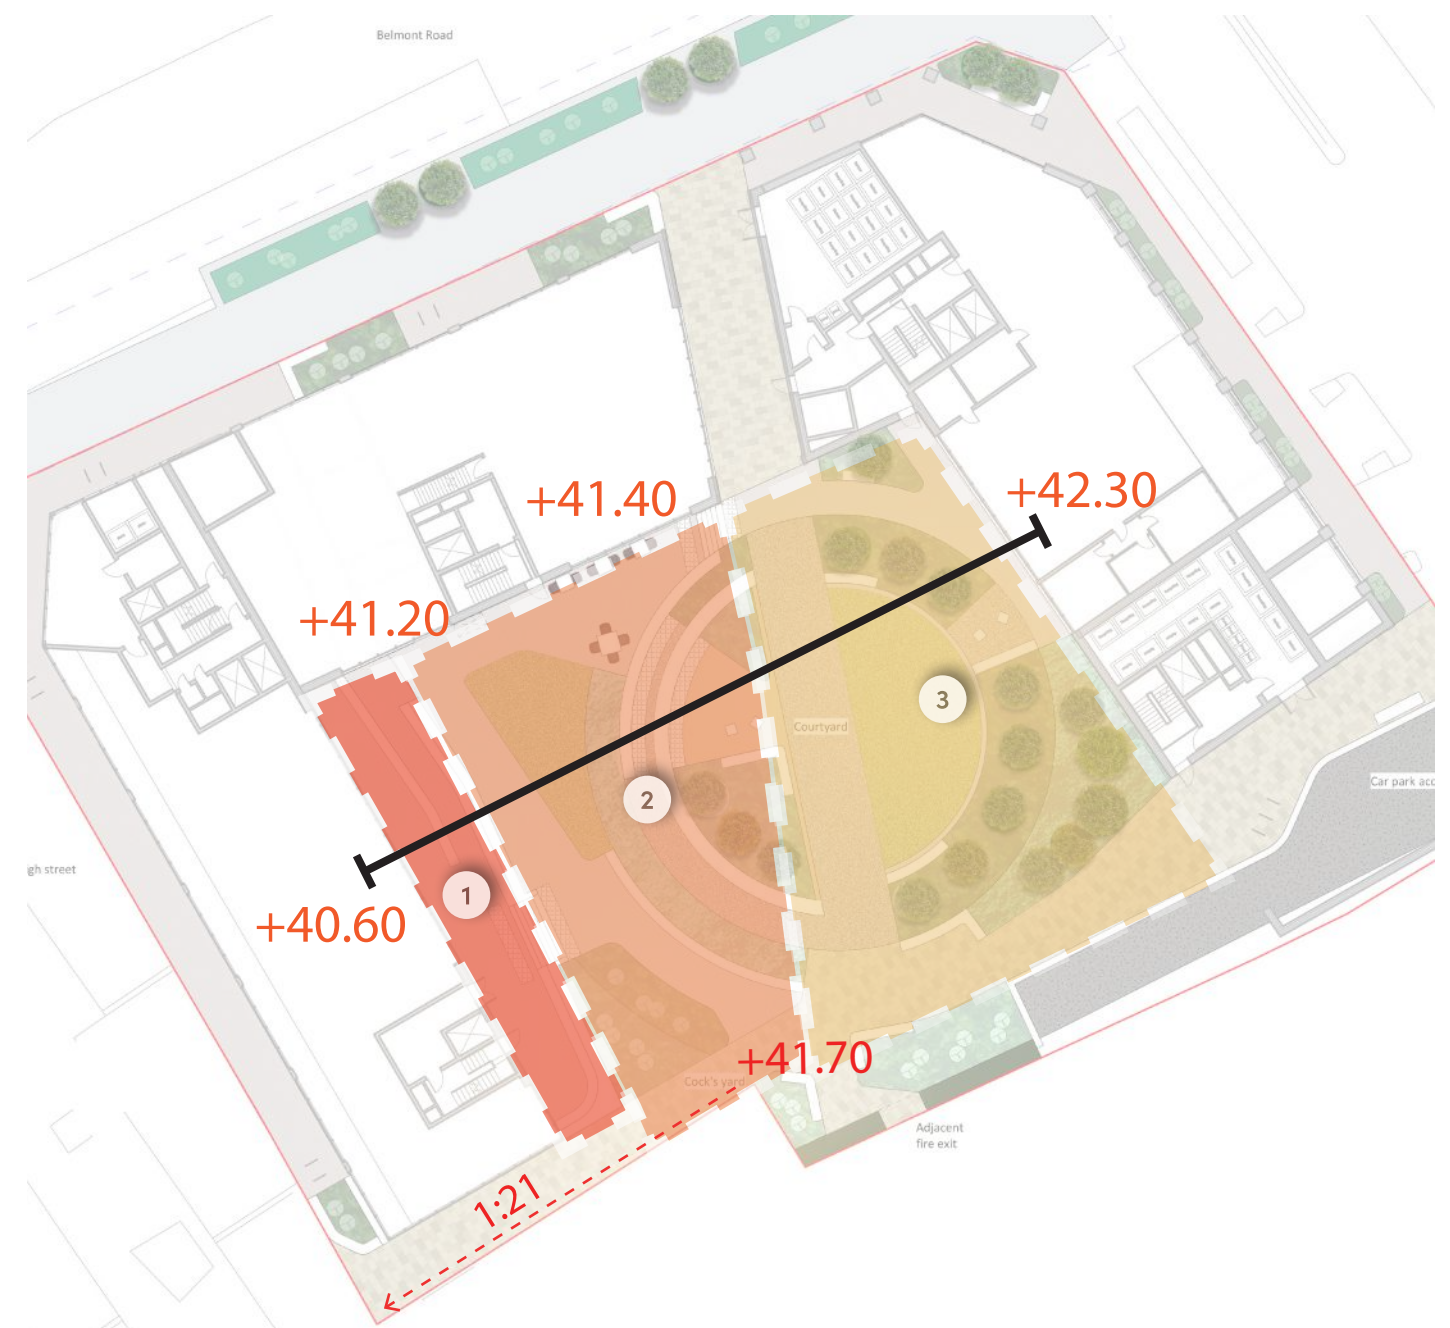 Belmont Road
+41.40
+42.30
+41.20
3
Courtyard
Car park acc
2
gh street
1
+40.60
+41.70
Cock's yard
Adjacent
fire exit
1:21